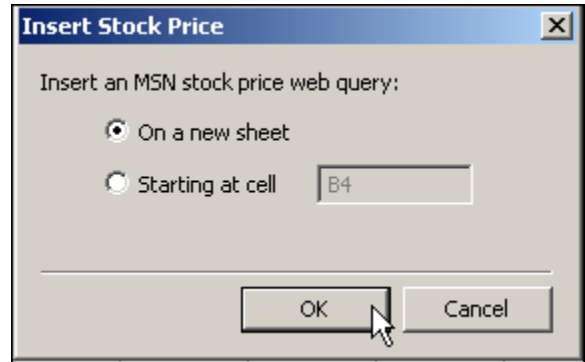 Insert Stock Price
Insert an MSN stock price web query:
On a new sheet
Starting at cell B4
OK Cancel